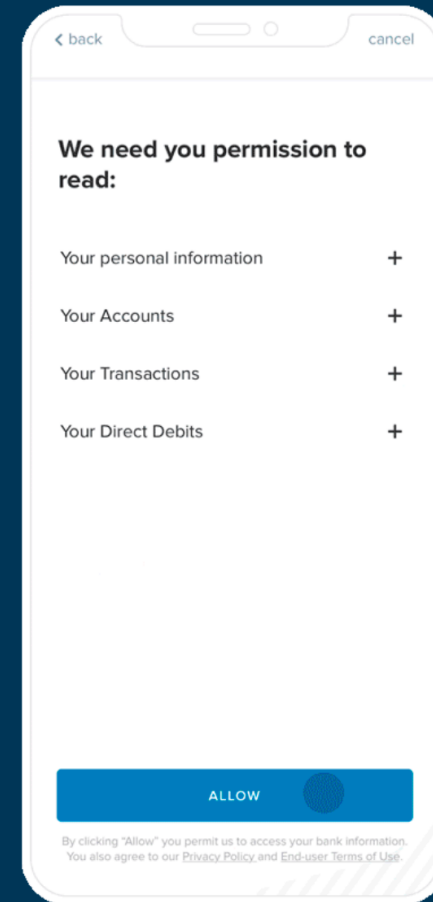 < back
cancel
We need you permission to
read:
Your personal information +
Your Accounts +
Your Transactions +
Your Direct Debits +
ALLOW
By clicking “Allow” you permit us to access your bank information.
You also agree to our Privacy Policy and End-user Terms of Use.